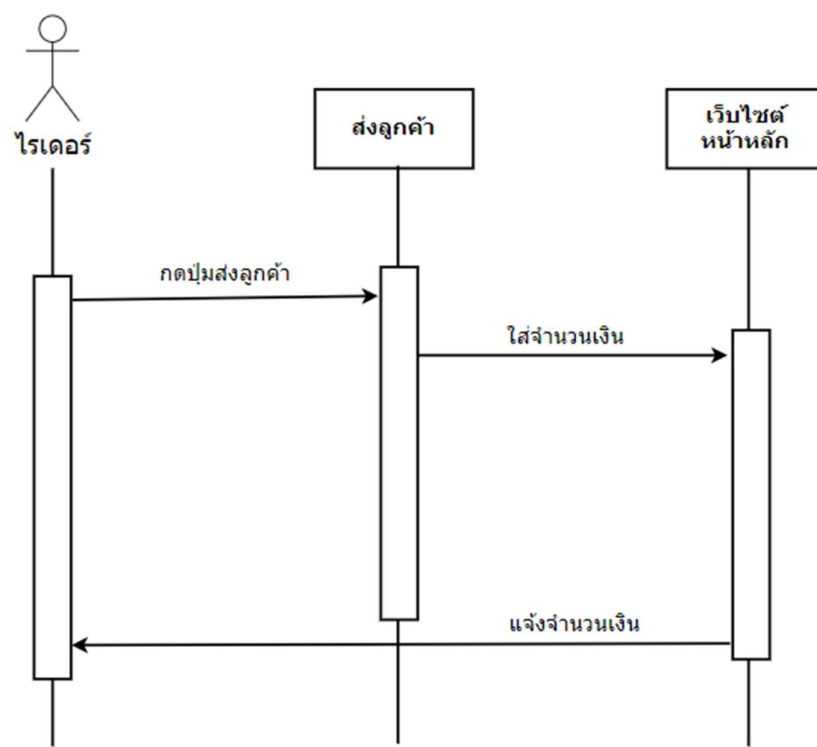 ไรเดอร์
ส่งลูกค้า
เว็บไซต์
หน้าหลัก
กดปุ่มส่งลูกค้า
ใส่จำนวนเงิน
แจ้งจำนวนเงิน